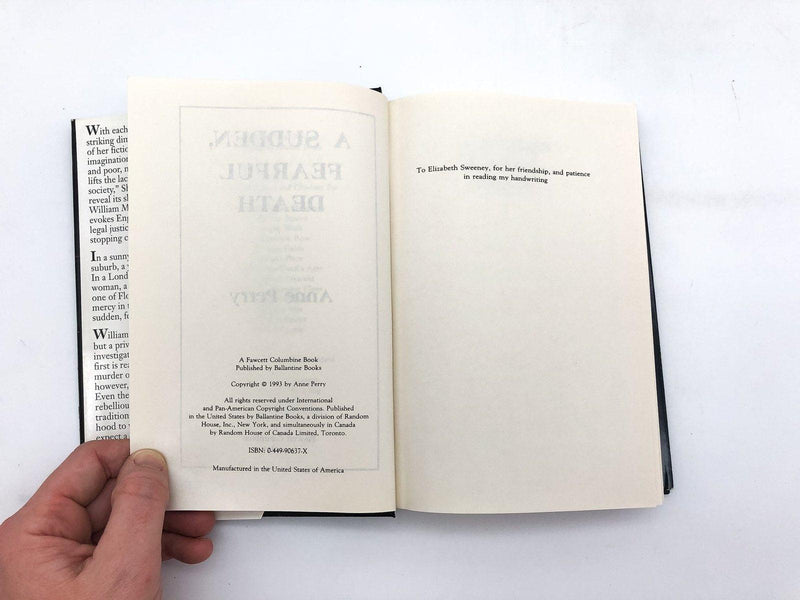 With each
striking din
of her fictio
imagination
and poor, m
lifts the lac
society," Sh
reveal its sl
William M
evokes Eng
legal justic
stopping c
In a sunny
suburb, a
In a Lond
woman, a
one of Flo
mercy in
sudden, fo
William
but a priv
investigat
first is rea
murder o
however,
Even the
rebelliou
tradition
hood to
expect a
A SUDDEN,
FEARFUL
DEATH
Anne Perry
A Fawcett Columbine Book
Published by Ballantine Books
Copyright © 1993 by Anne Perry
All rights reserved under International
and Pan-American Copyright Conventions. Published
in the United States by Ballantine Books, a division of Random
House, Inc., New York, and simultaneously in Canada
by Random House of Canada Limited, Toronto.
ISBN: 0-449-90637-X
Manufactured in the United States of America
To Elizabeth Sweeney, for her friendship, and patience
in reading my handwriting